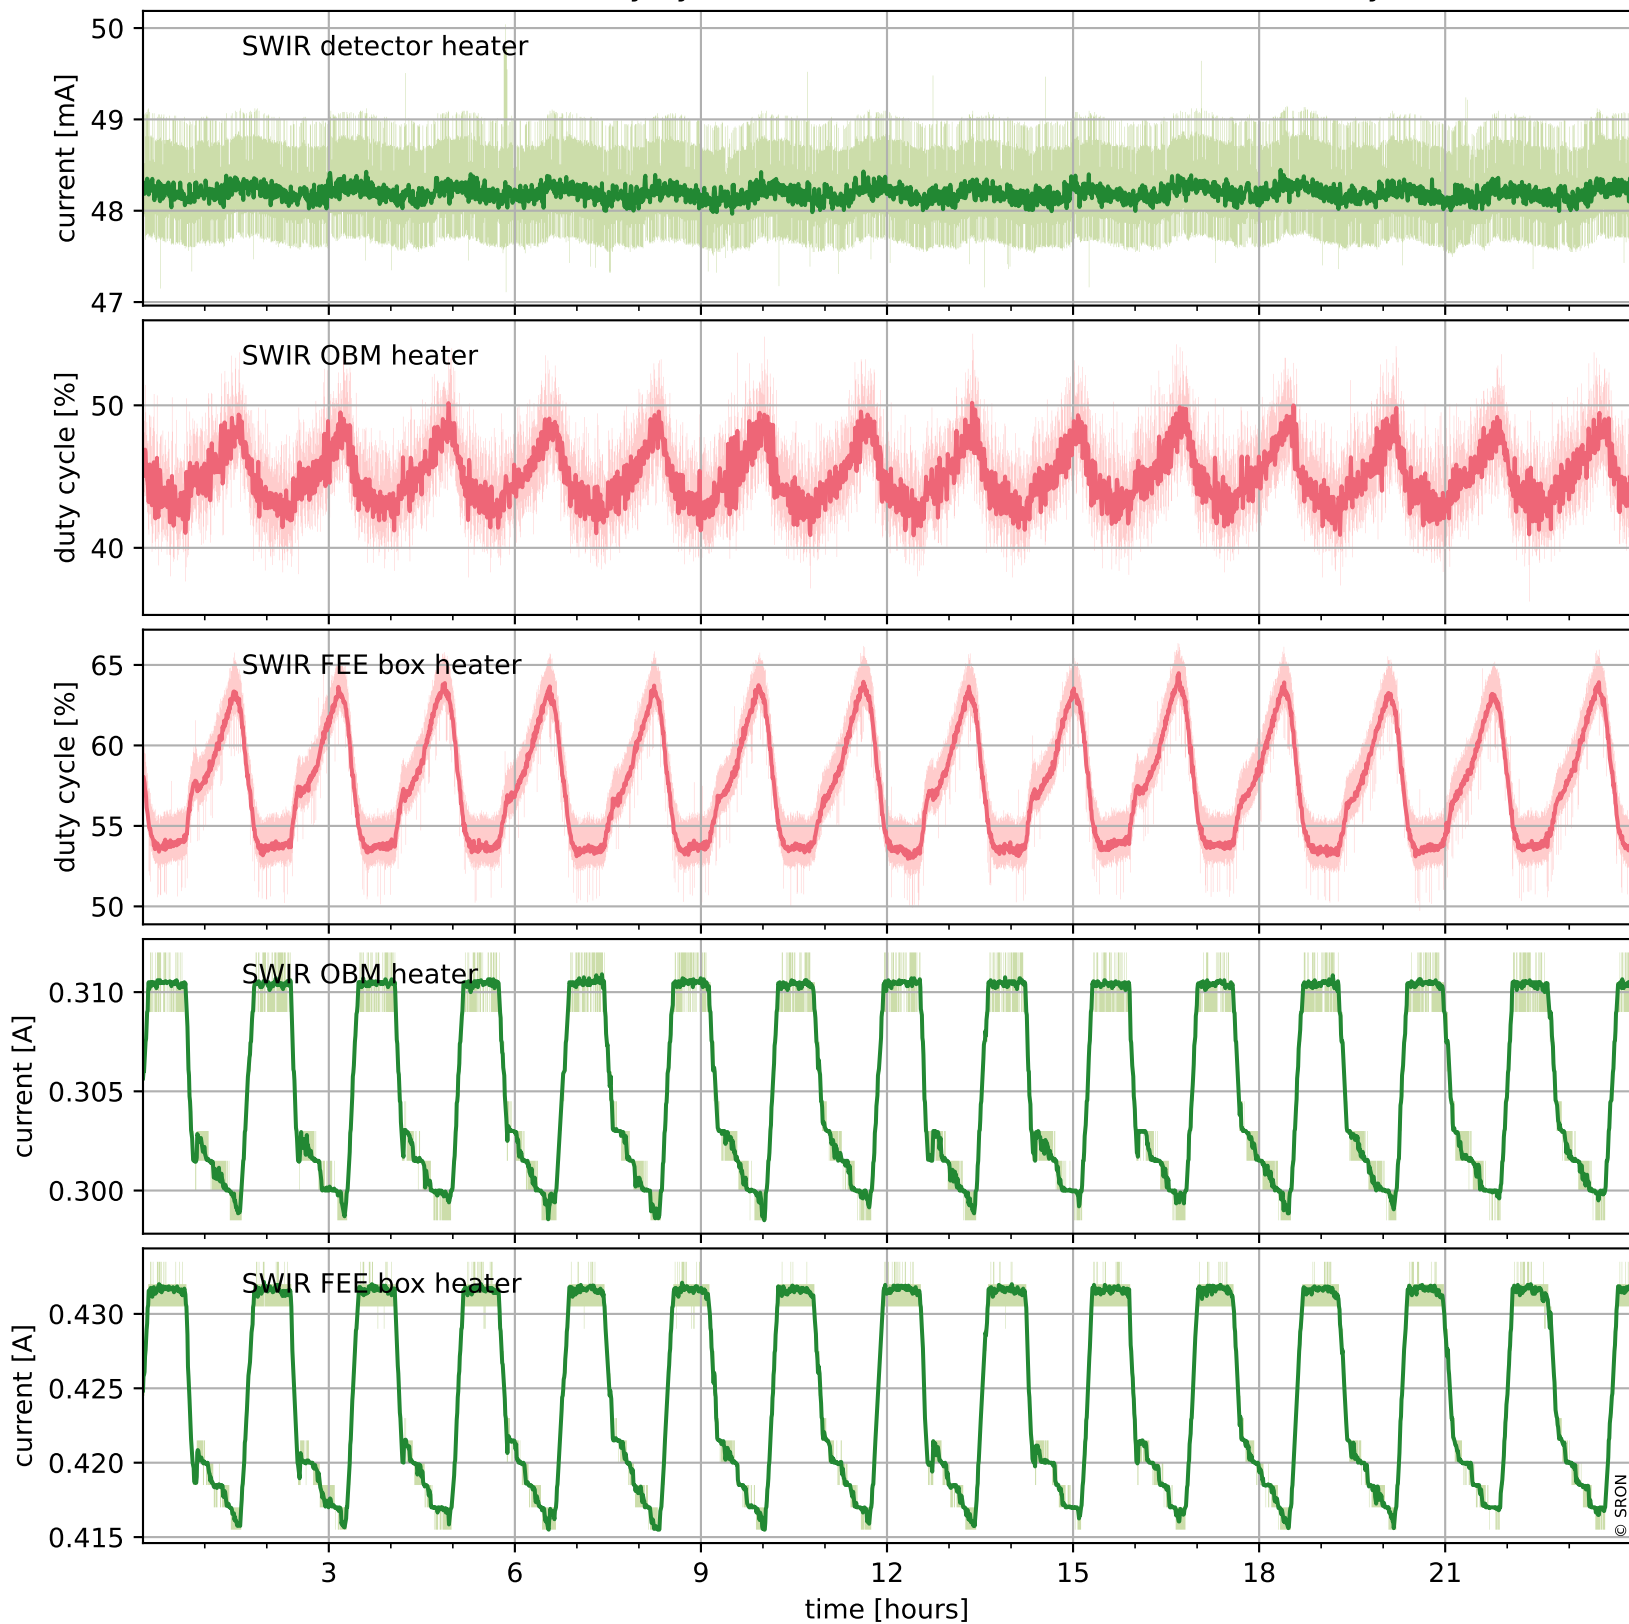 50
SWIR detector heater
49
48
47
current [mA]
SWIR OBM heater
50
40
duty cycle [%]
SWIR FEE box heater
65
60
55
50
duty cycle [%]
SWIR OBM heater
0.310
0.305
0.300
current [A]
SWIR FEE box heater
0.430
0.425
0.420
0.415
current [A]
© SRON
3 6 9 12 15 18 21
time [hours]